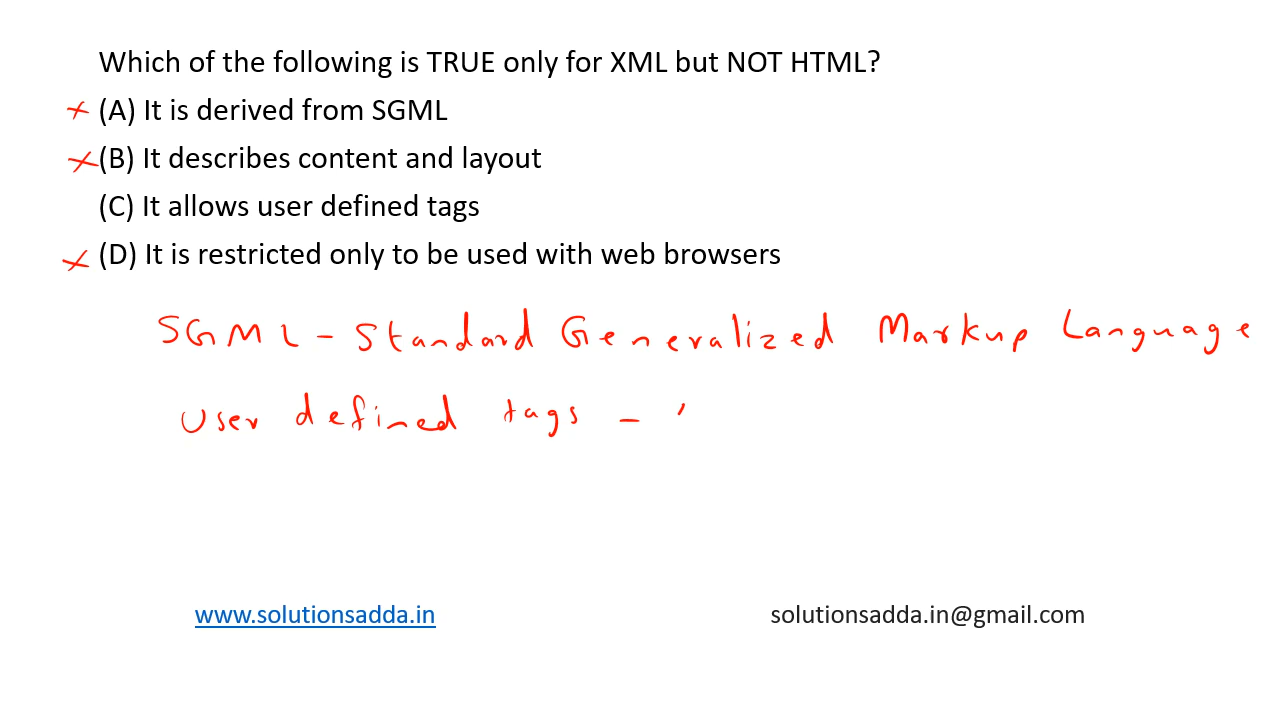 Which of the following is TRUE only for XML but NOT HTML?
(A) It is derived from SGML
(B) It describes content and layout
(C) It allows user defined tags
(D) It is restricted only to be used with web browsers
SGML - Standard Generalized Markup Language
User defined tags -
www.solutionsadda.in
solutionsadda.in@gmail.com